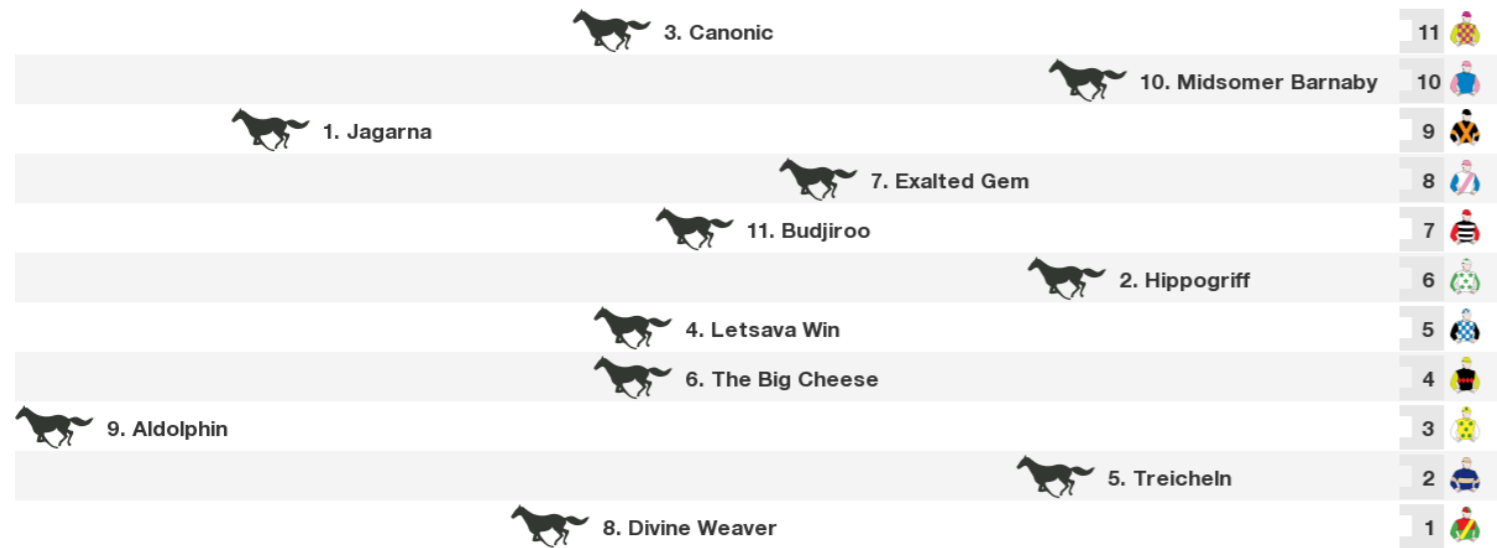 3. Canonic 11
10. Midsomer Barnaby 10
1. Jagarna 9
7. Exalted Gem 8
11. Budjiroo 7
2. Hippogriff 6
4. Letsava Win 5
6. The Big Cheese 4
9. Aldolphin 3
5. Treicheln 2
8. Divine Weaver 1